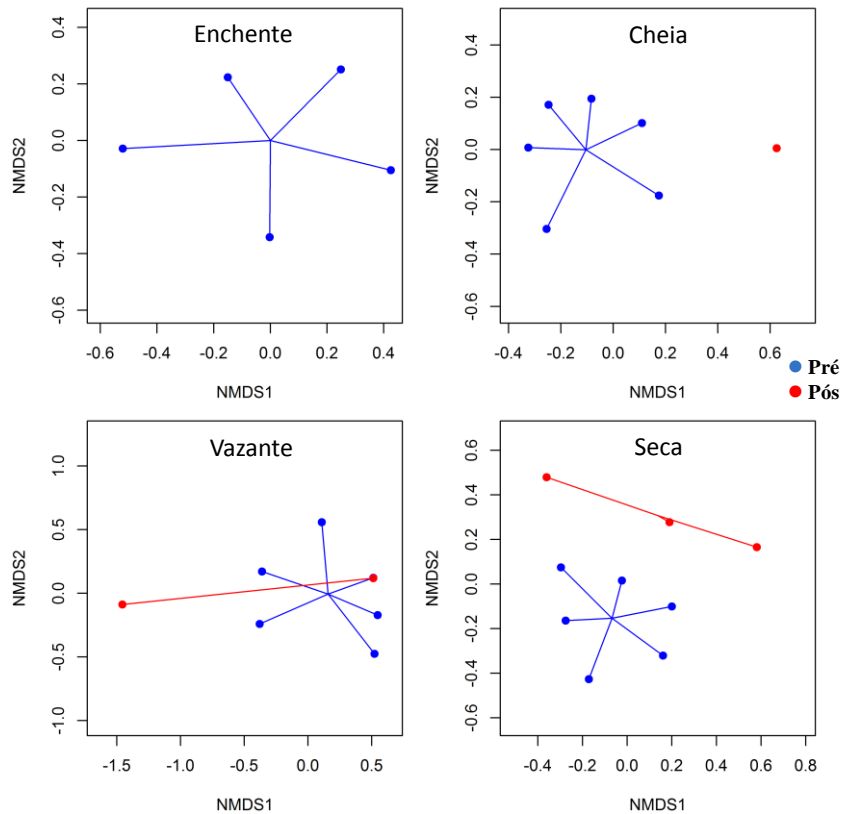 Enchente
0.4
0.2
0.0
-0.2
-0.4
-0.6
NMDS2
-0.6 -0.4 -0.2 0.0 0.2 0.4
NMDS1
Cheia
0.4
0.2
0.0
-0.2
-0.4
-0.6
NMDS2
-0.4 -0.2 0.0 0.2 0.4 0.6
NMDS1
Pré
Pós
Vazante
1.0
0.5
0.0
-0.5
-1.0
NMDS2
-1.5 -1.0 -0.5 0.0 0.5
NMDS1
Seca
0.6
0.4
0.2
0.0
-0.2
-0.4
-0.6
NMDS2
-0.4 -0.2 0.0 0.2 0.4 0.6 0.8
NMDS1